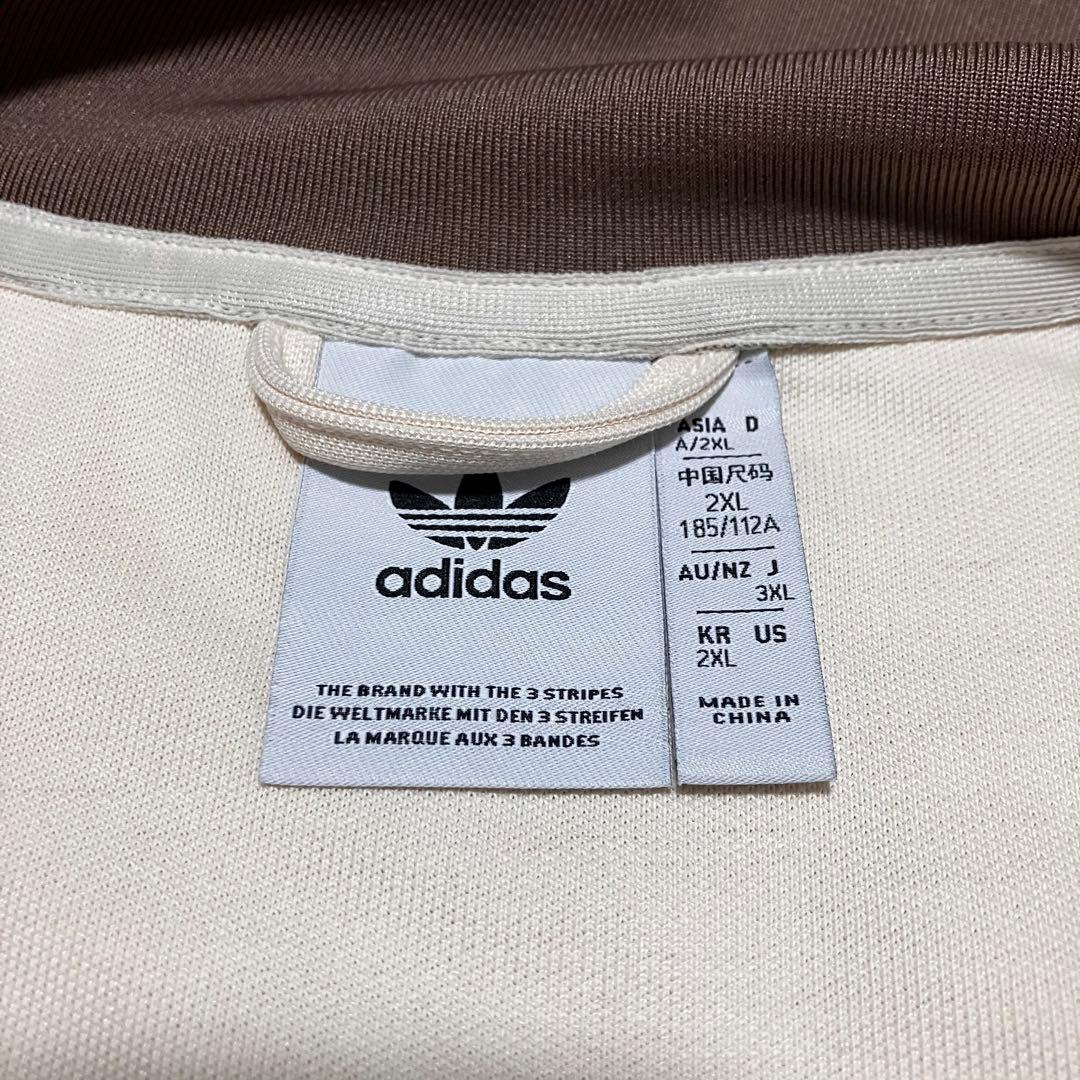 adidas
THE BRAND WITH THE 3 STRIPES
DIE WELTMARKE MIT DEN 3 STREIFEN
LA MARQUE AUX 3 BANDES
ASIA D
A/2XL
中国尺码
2XL
185/112A
AU/NZ J
3XL
KR US
2XL
MADE IN
CHINA